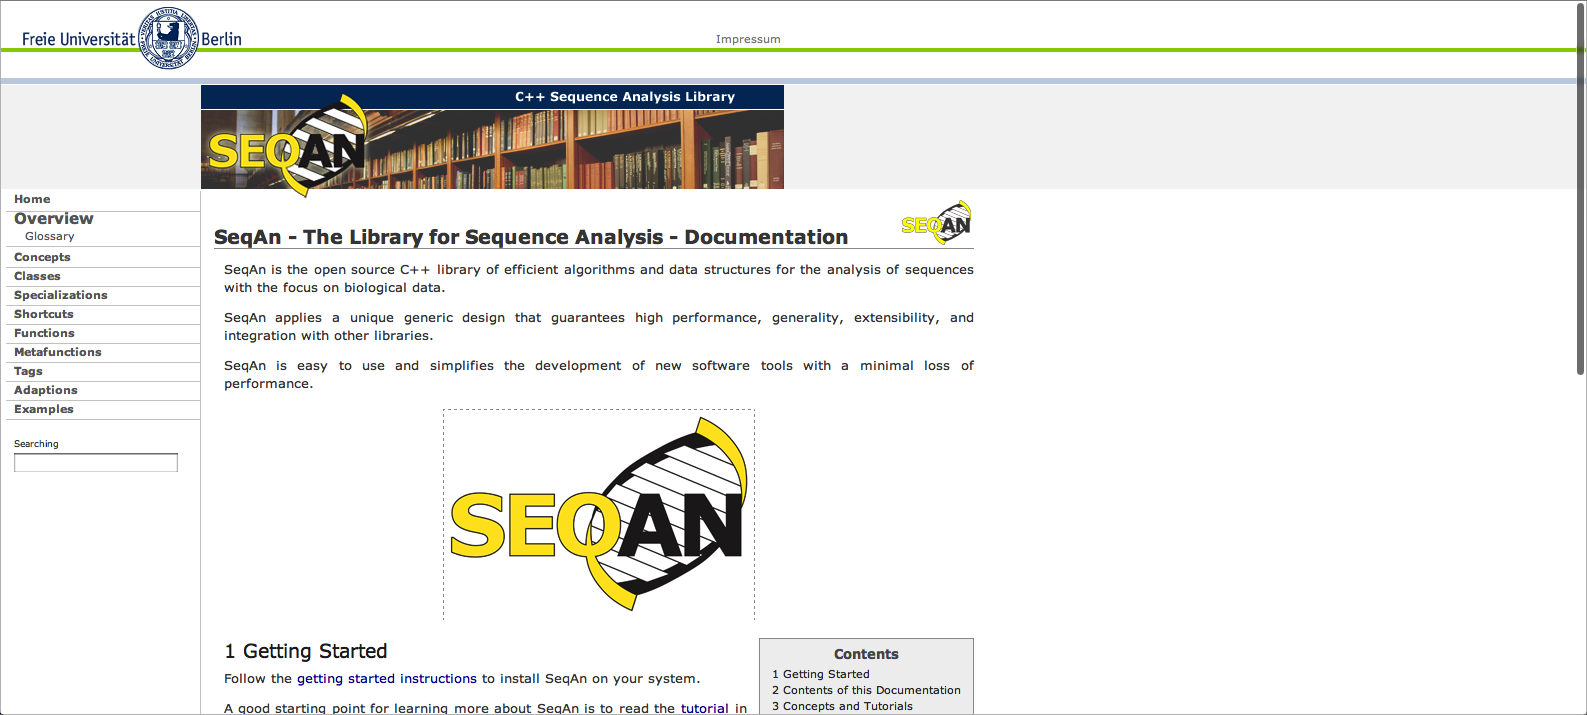 Freie Universität Berlin
Impressum
C++ Sequence Analysis Library
SEQAN
Home
Overview
Glossary
Concepts
Classes
Specializations
Shortcuts
Functions
Metafunctions
Tags
Adaptions
Examples
Searching
SEQAN
SeqAn - The Library for Sequence Analysis - Documentation
SeqAn is the open source C++ library of efficient algorithms and data structures for the analysis of sequences
with the focus on biological data.
SeqAn applies a unique generic design that guarantees high performance, generality, extensibility, and
integration with other libraries.
SeqAn is easy to use and simplifies the development of new software tools with a minimal loss of
performance.
SEQAN
1 Getting Started
Follow the getting started instructions to install SeqAn on your system.
A good starting point for learning more about SeqAn is to read the tutorial in
Contents
1 Getting Started
2 Contents of this Documentation
3 Concepts and Tutorials